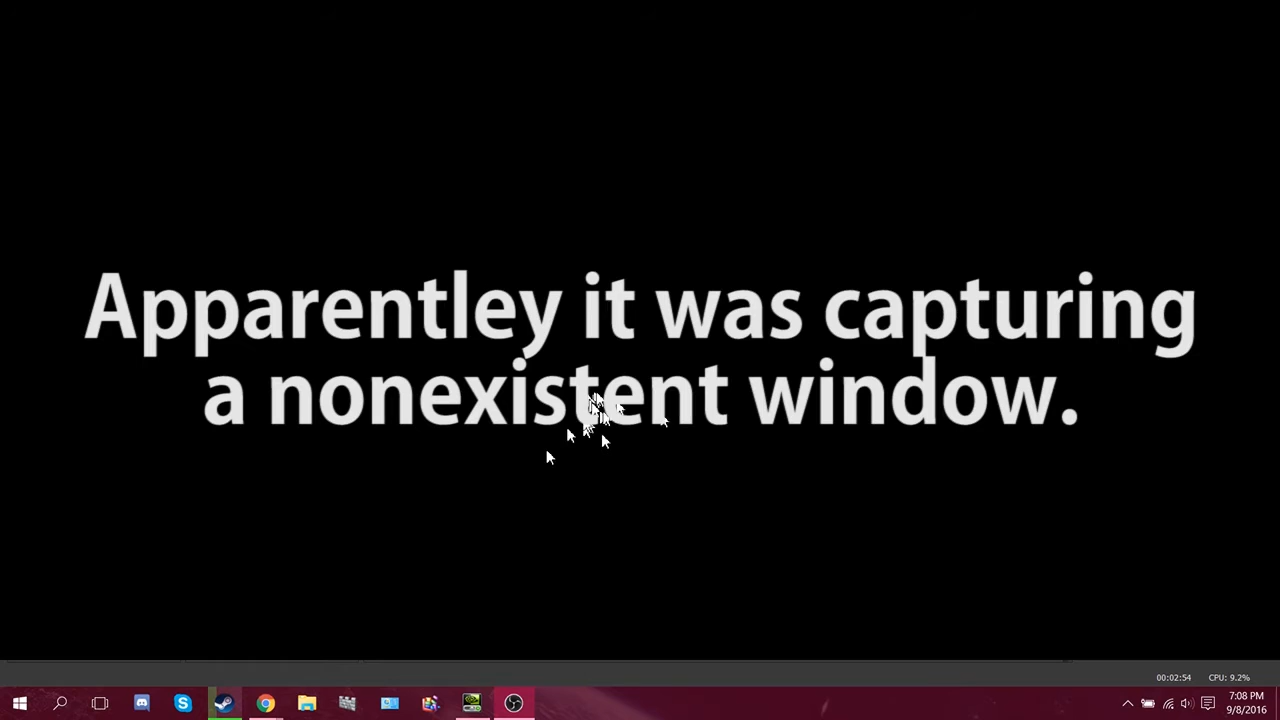 Apparentley it was capturing
a nonexistent window.
00:02:54 CPU: 9.2%
7:08 PM
9/8/2016